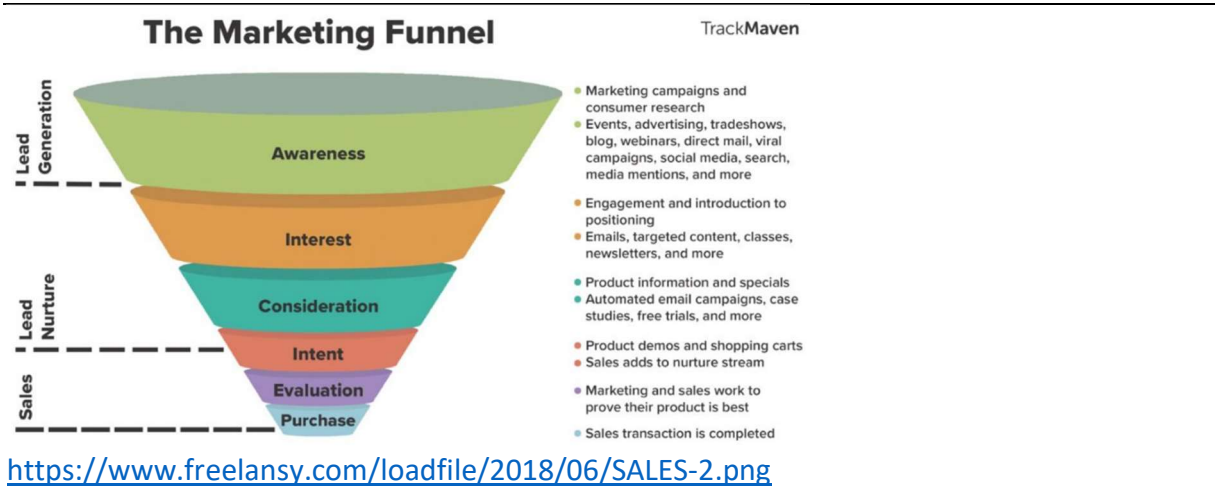 The Marketing Funnel
TrackMaven
Lead
Generation
Awareness
Marketing campaigns and
consumer research
Events, advertising, tradeshows,
blog, webinars, direct mail, viral
campaigns, social media, search,
media mentions, and more
Interest
Engagement and introduction to
positioning
Emails, targeted content, classes,
newsletters, and more
Lead
Nurture
Consideration
Product information and specials
Automated email campaigns, case
studies, free trials, and more
Intent
Product demos and shopping carts
Sales adds to nurture stream
Sales
Evaluation
Marketing and sales work to
prove their product is best
Purchase
Sales transaction is completed
https://www.freelansy.com/loadfile/2018/06/SALES-2.png